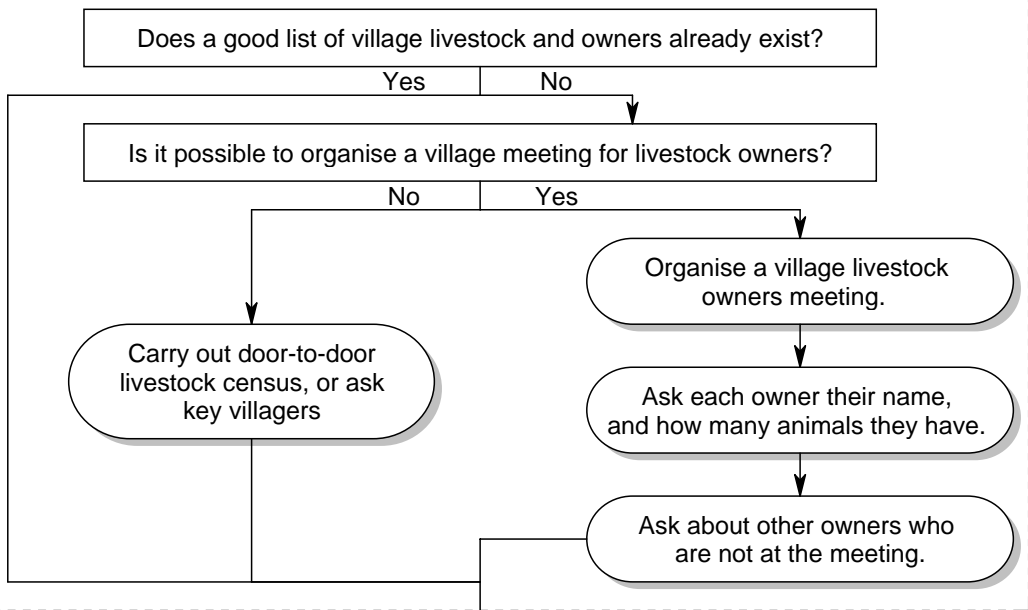 Does a good list of village livestock and owners already exist?
Yes
No
Is it possible to organise a village meeting for livestock owners?
No
Yes
Organise a village livestock
owners meeting.
Carry out door-to-door
livestock census, or ask
key villagers
Ask each owner their name,
and how many animals they have.
Ask about other owners who
are not at the meeting.